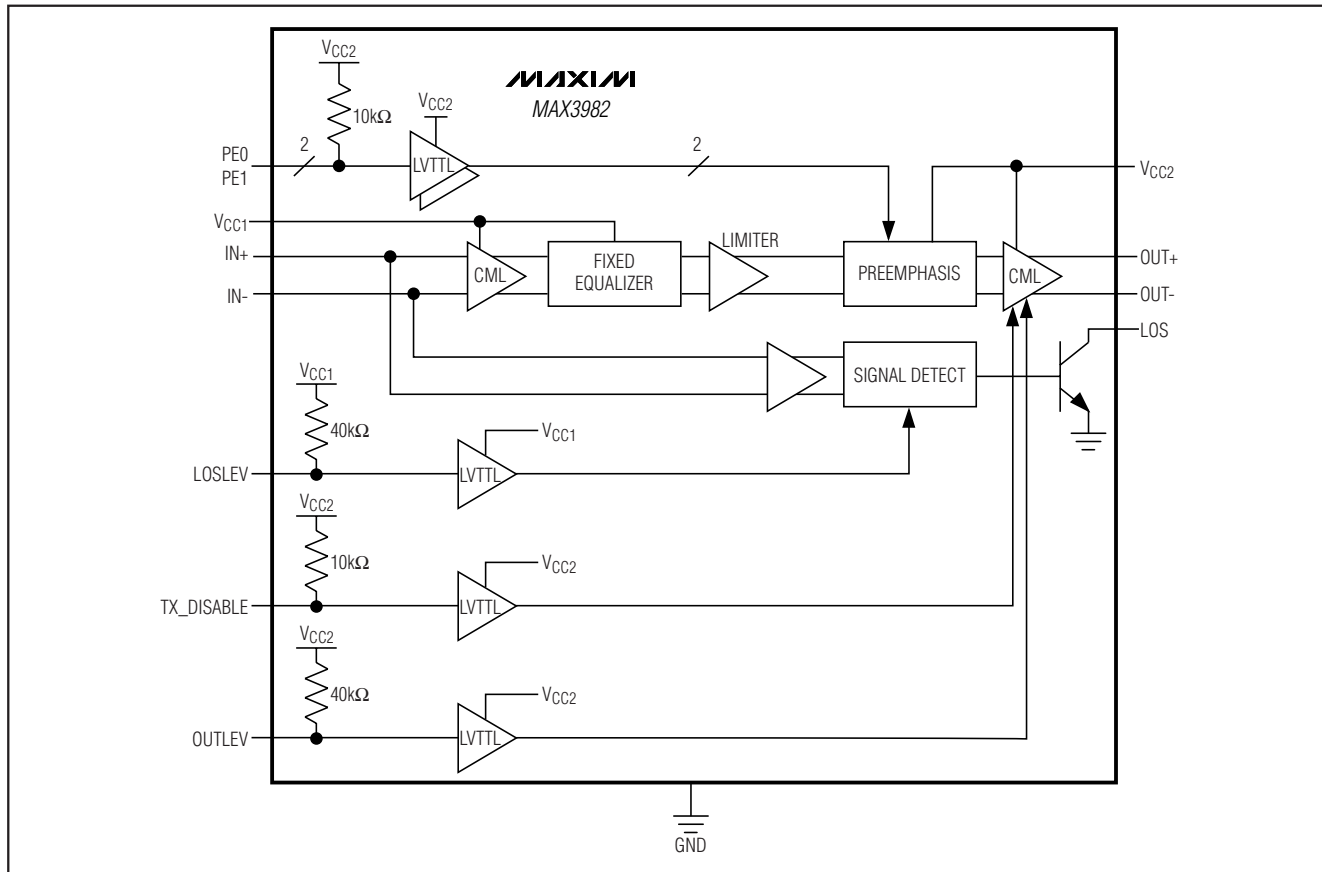 VCC2
10kΩ
MAXIM
MAX3982
VCC2
2
2
PE0
PE1
LVTTL
VCC2
VCC1
IN+
IN-
CML
FIXED
EQUALIZER
LIMITER
PREEMPHASIS
CML
OUT+
OUT-
LOS
SIGNAL DETECT
VCC1
40kΩ
LOSLEV
LVTTL
VCC1
VCC2
10kΩ
TX_DISABLE
LVTTL
VCC2
VCC2
40kΩ
OUTLEV
LVTTL
VCC2
GND